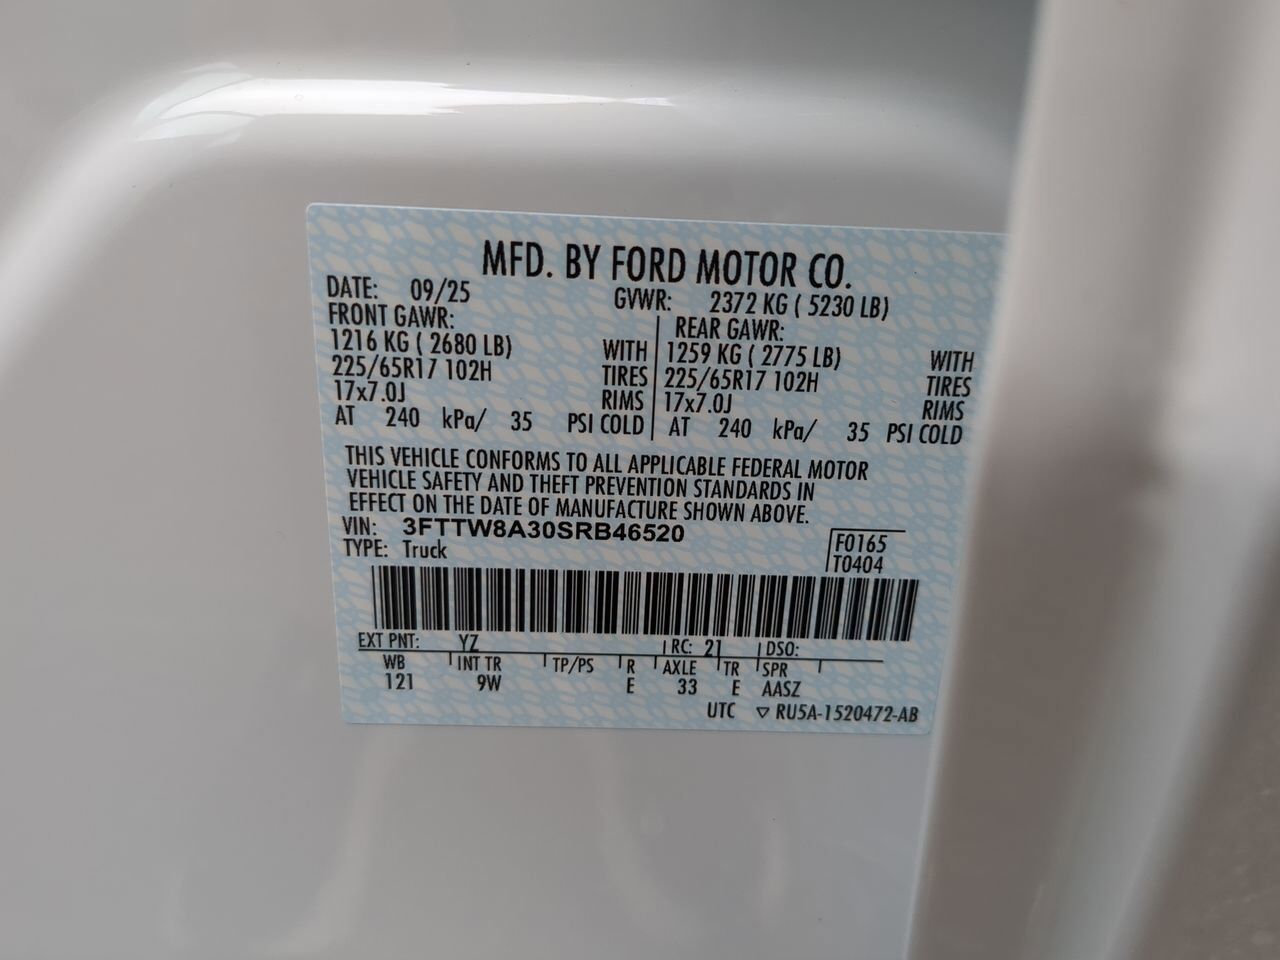 MFD. BY FORD MOTOR CO.
DATE: 09/25 GVWR: 2372 KG ( 5230 LB)
FRONT GAWR: REAR GAWR:
1216 KG ( 2680 LB) WITH 1259 KG ( 2775 LB) WITH
225/65R17 102H TIRES 225/65R17 102H TIRES
17x7.0J RIMS 17x7.0J RIMS
AT 240 kPa/ 35 PSI COLD AT 240 kPa/ 35 PSI COLD
THIS VEHICLE CONFORMS TO ALL APPLICABLE FEDERAL MOTOR
VEHICLE SAFETY AND THEFT PREVENTION STANDARDS IN
EFFECT ON THE DATE OF MANUFACTURE SHOWN ABOVE.
VIN: 3FTTW8A30SRB46520
TYPE: Truck
F0165
T0404
EXT PNT: YZ RC: 21 DSO:
WB INT TR TP/PS R AXLE TR SPR
121 9W E 33 E AASZ
UTC ▽ RU5A-1520472-AB